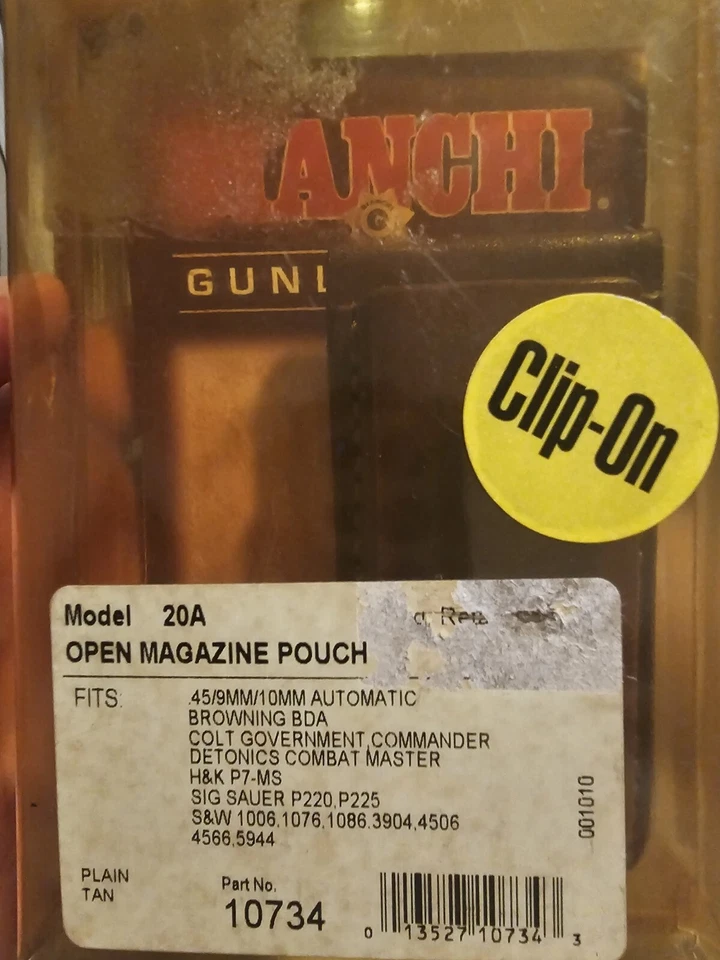 ANCHI
GUNL
Clip-On
Model 20A
OPEN MAGAZINE POUCH
FITS: .45/9MM/10MM AUTOMATIC
BROWNING BDA
COLT GOVERNMENT,COMMANDER
DETONICS COMBAT MASTER
H&K P7-MS
SIG SAUER P220,P225
S&W 1006,1076,1086,3904,4506
4566,5944
001010
PLAIN
TAN
Part No.
10734
0 13527 10734 3